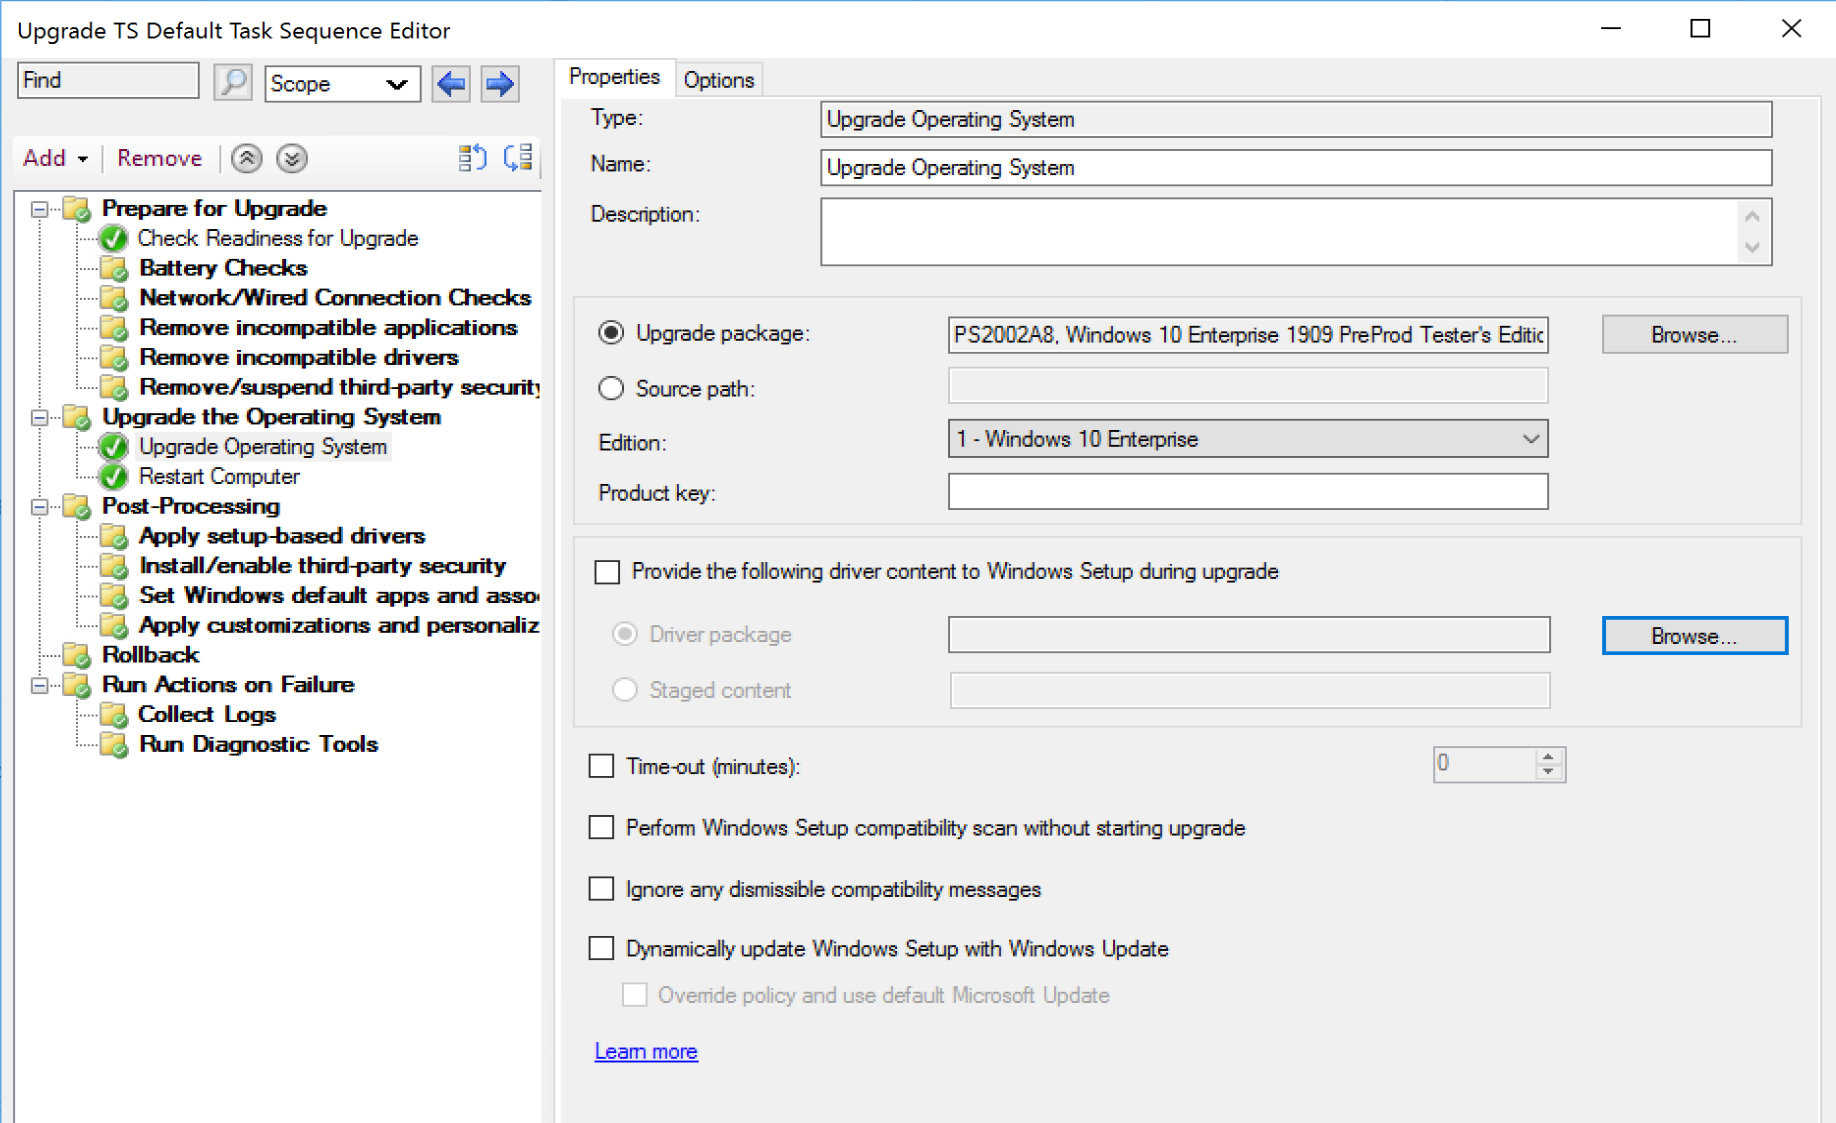 Upgrade TS Default Task Sequence Editor
Find
Scope
Add
Remove
Prepare for Upgrade
Check Readiness for Upgrade
Battery Checks
Network/Wired Connection Checks
Remove incompatible applications
Remove incompatible drivers
Remove/suspend third-party security
Upgrade the Operating System
Upgrade Operating System
Restart Computer
Post-Processing
Apply setup-based drivers
Install/enable third-party security
Set Windows default apps and asso
Apply customizations and personaliz
Rollback
Run Actions on Failure
Collect Logs
Run Diagnostic Tools
Properties
Options
Type:
Upgrade Operating System
Name:
Upgrade Operating System
Description:
Upgrade package:
PS2002A8, Windows 10 Enterprise 1909 PreProd Tester's Editic
Browse...
Source path:
Edition:
1 - Windows 10 Enterprise
Product key:
Provide the following driver content to Windows Setup during upgrade
Driver package
Browse...
Staged content
Time-out (minutes):
0
Perform Windows Setup compatibility scan without starting upgrade
Ignore any dismissible compatibility messages
Dynamically update Windows Setup with Windows Update
Override policy and use default Microsoft Update
Learn more